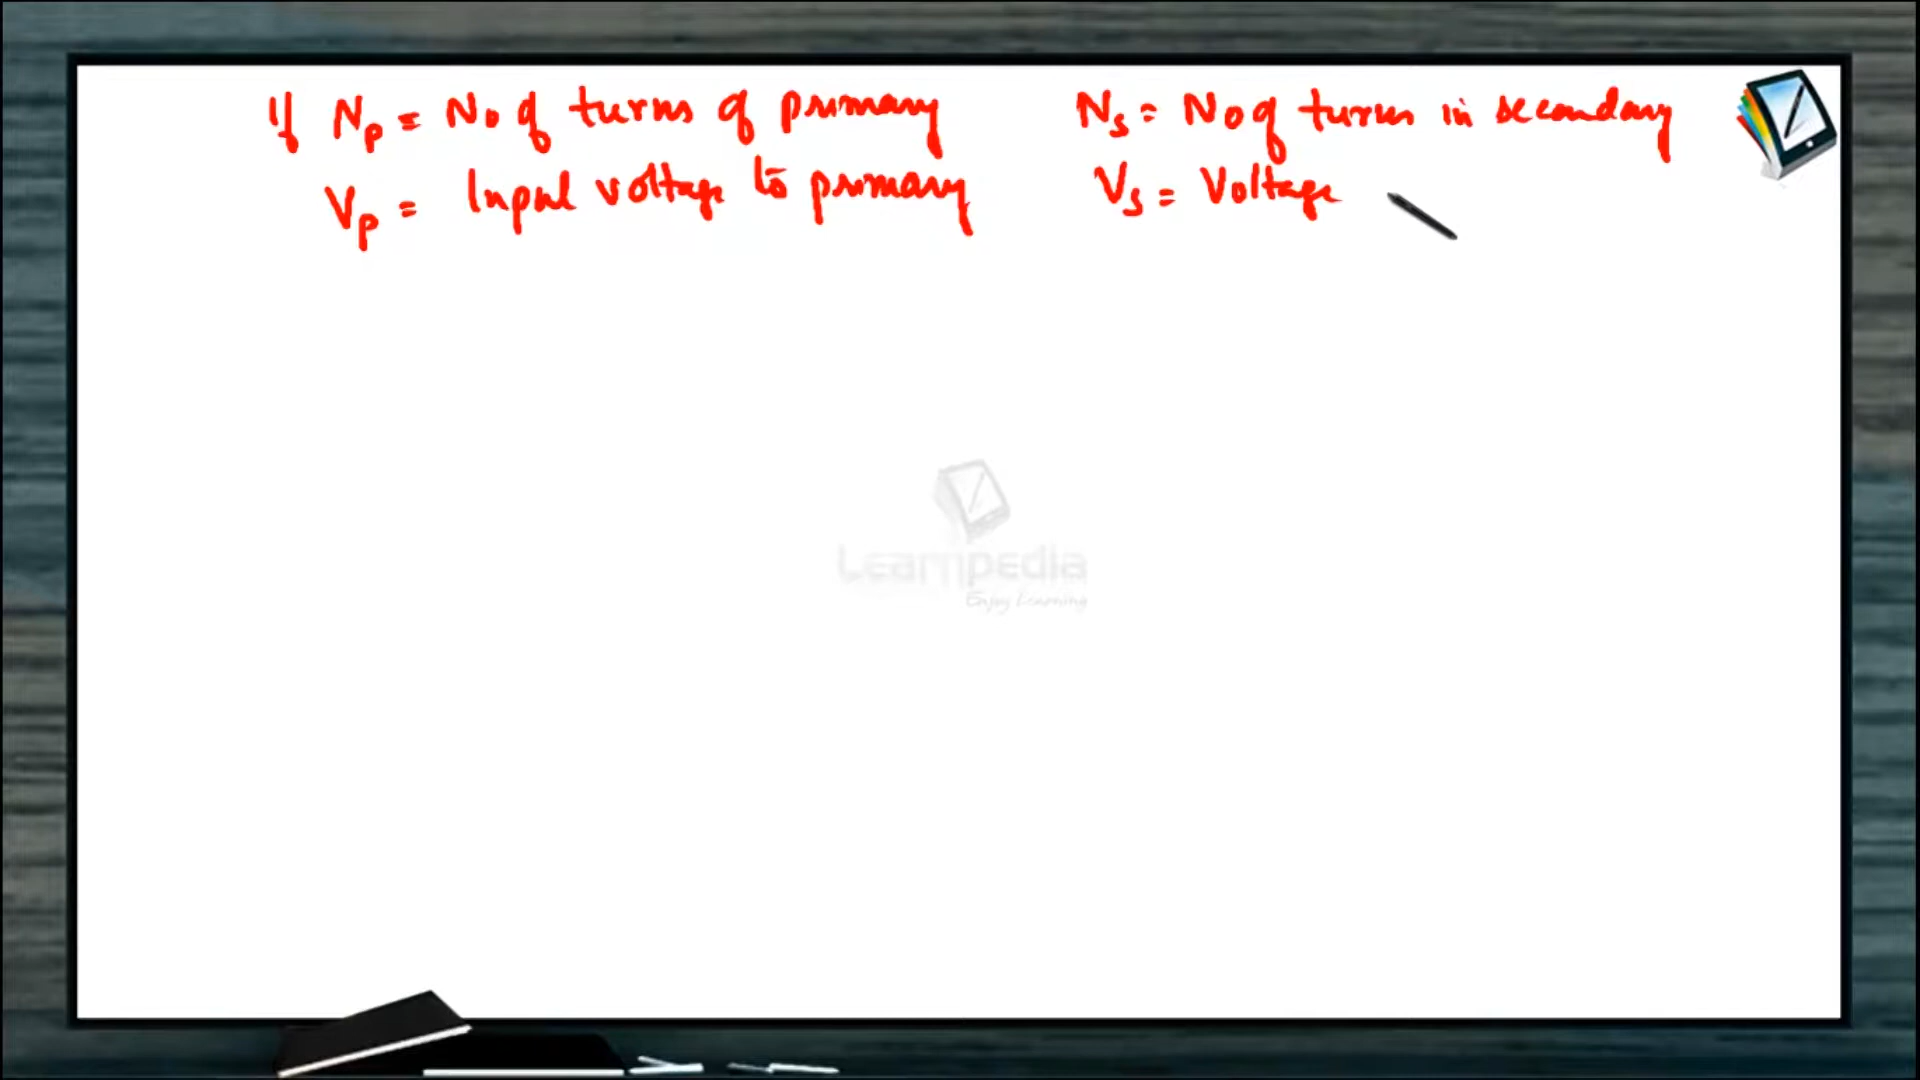 If Np = No of turns of primary
Ns = No of turns in secondary
Vp = Input voltage to primary
Vs = Voltage
Learnpedia
Enjoy Learning